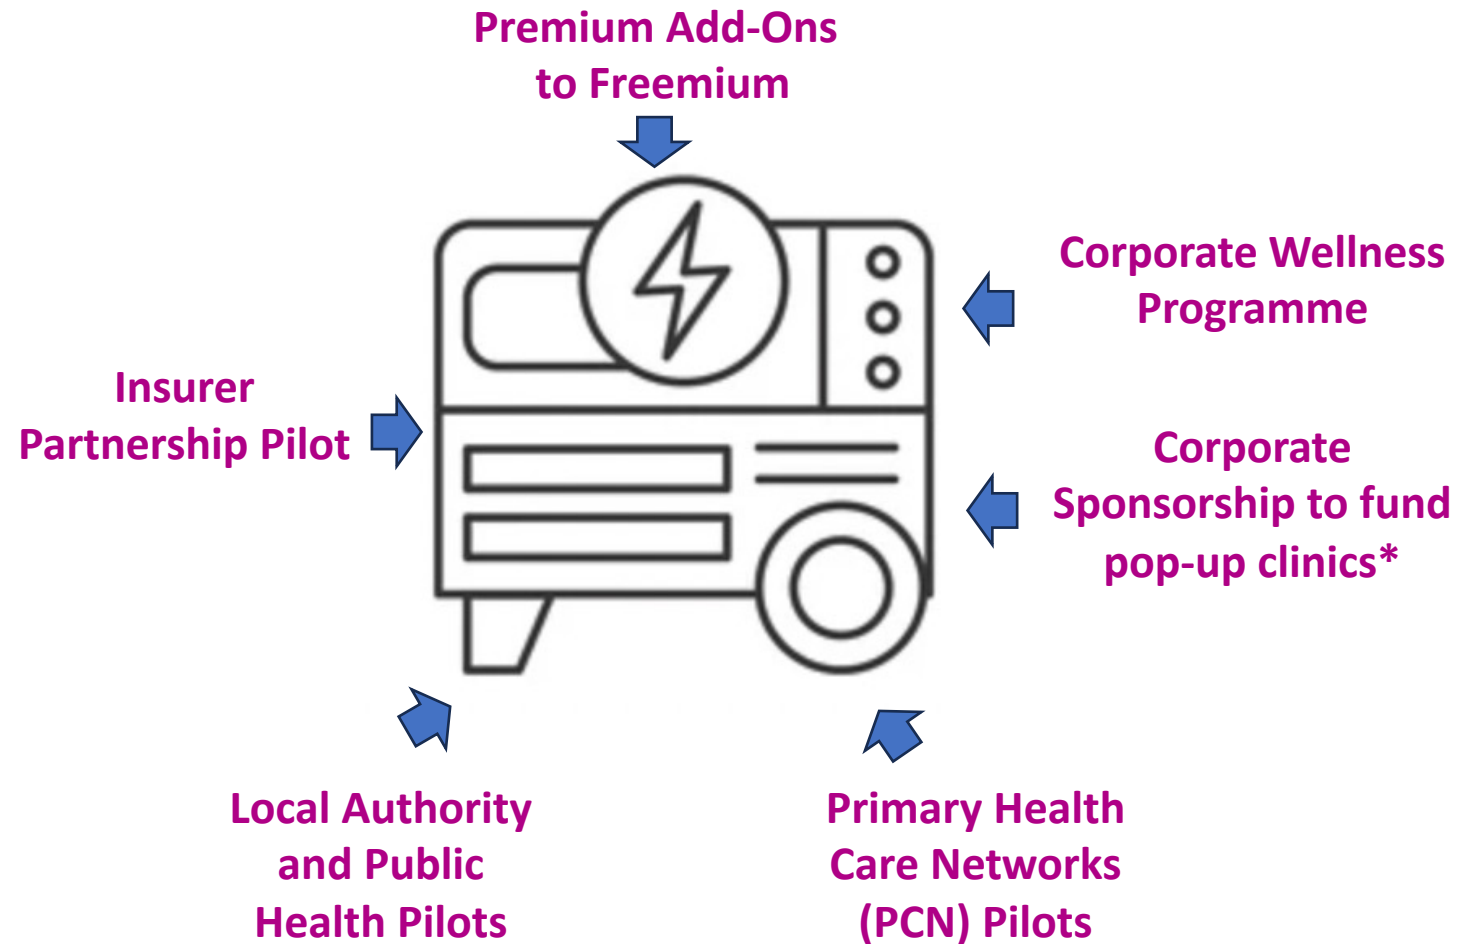 Premium Add-Ons
to Freemium
Corporate Wellness
Programme
Insurer
Partnership Pilot
Corporate
Sponsorship to fund
pop-up clinics*
Local Authority
and Public
Health Pilots
Primary Health
Care Networks
(PCN) Pilots